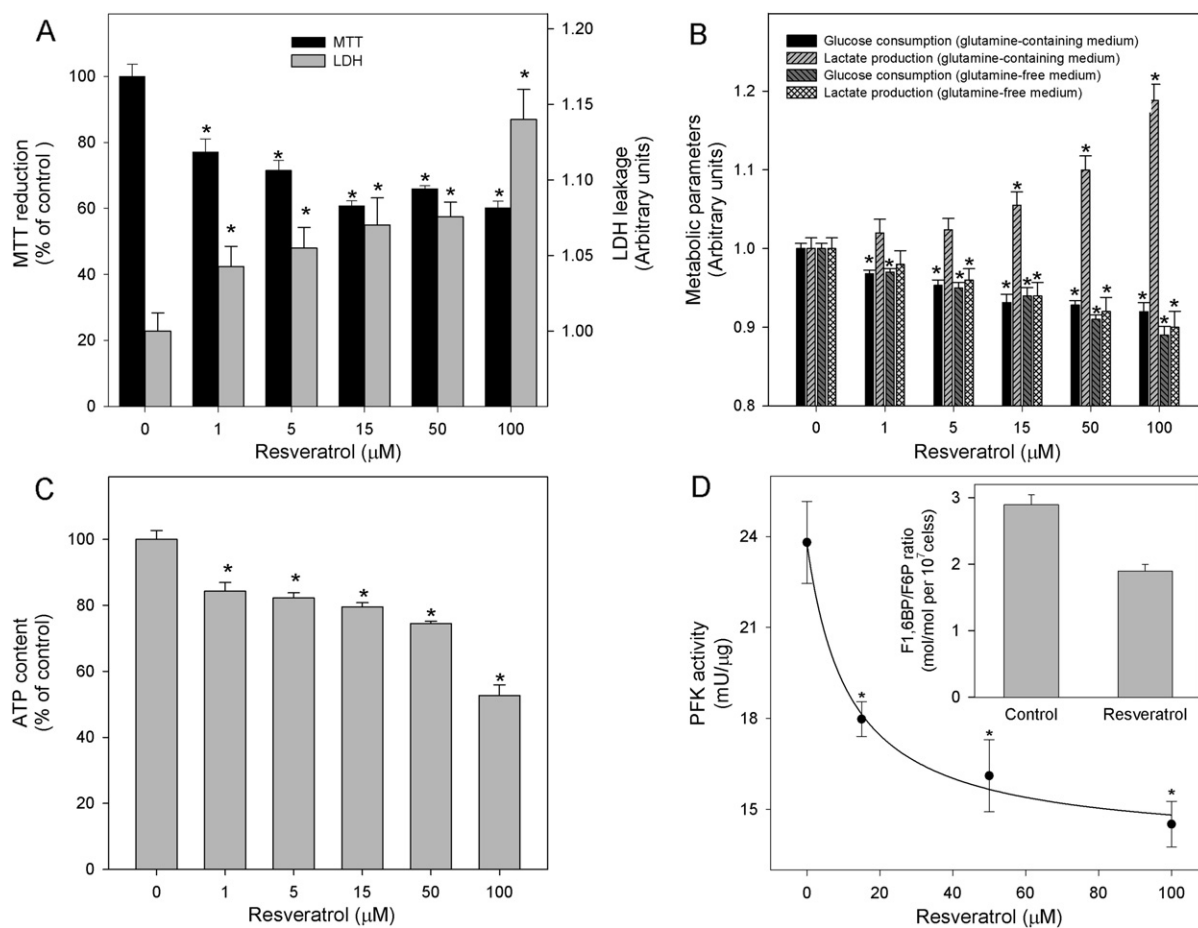 A
MTT
LDH
MTT reduction
(% of control)
100
80
60
40
20
0
1.20
1.15
1.10
1.05
1.00
LDH leakage
(Arbitrary units)
* * * * * * * * * *
0 1 5 15 50 100
Resveratrol (μM)
B
Glucose consumption (glutamine-containing medium)
Lactate production (glutamine-containing medium)
Glucose consumption (glutamine-free medium)
Lactate production (glutamine-free medium)
Metabolic parameters
(Arbitrary units)
1.2
1.1
1.0
0.9
0.8
* * * * * * * * * * * * * * * * *
0 1 5 15 50 100
Resveratrol (μM)
C
ATP content
(% of control)
100
80
60
40
20
0
* * * * *
0 1 5 15 50 100
Resveratrol (μM)
D
PFK activity
(mU/μg)
24
21
18
15
* * *
0 20 40 60 80 100
Resveratrol (μM)
F1,6BP/F6P ratio
(mol/mol per 10⁷celss)
3
2
1
0
Control Resveratrol